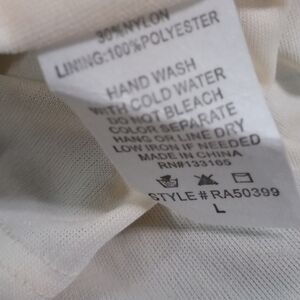 30%NYLON
LINING:100%POLYESTER
HAND WASH
WITH COLD WATER
DO NOT BLEACH
COLOR SEPARATE
HANG OR LINE DRY
LOW IRON IF NEEDED
MADE IN CHINA
RN#133165
STYLE# RA50399
L